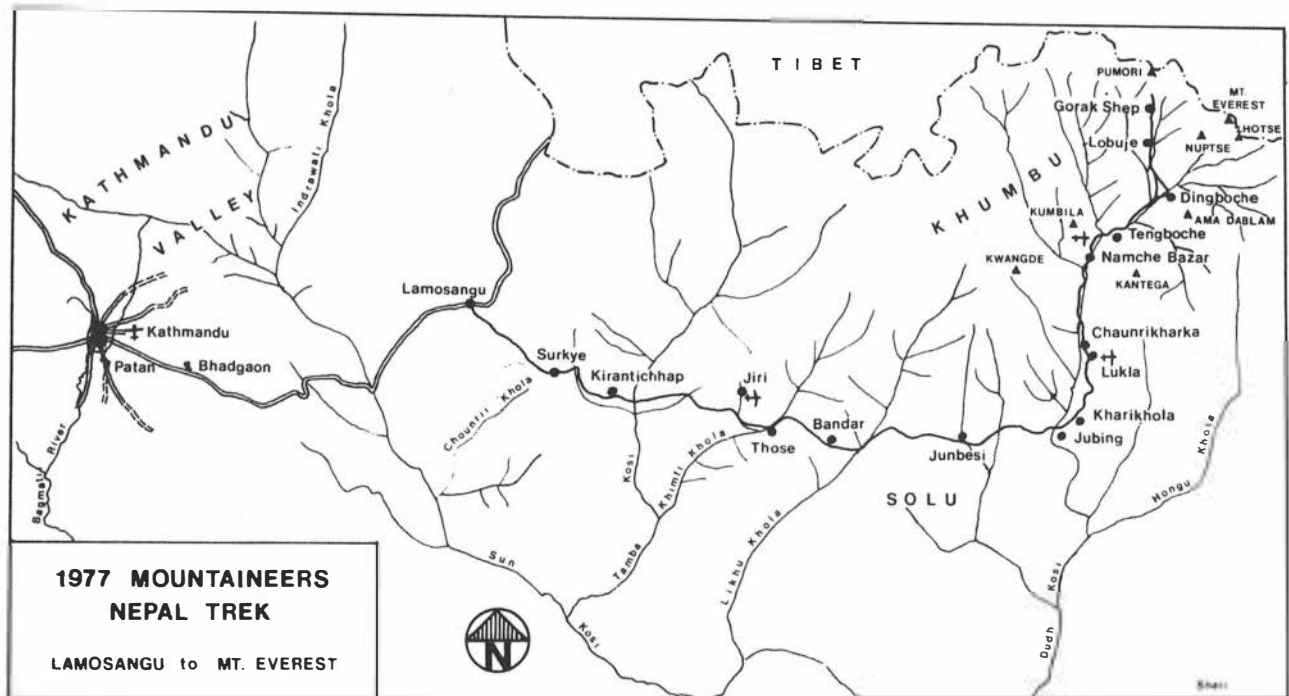 TIBET
PUMORI
MT.
EVEREST
Gorak Shep
LHOTSE
Lobuje
NUPTSE
KATHMANDU
VALLEY
Indrawati Khola
KHUMBU
Dingboche
AMA DABLAM
KUMBILA
Tengboche
Namche Bazar
KWANGDE
KANTEGA
Lamosangu
Kathmandu
Patan
Bhadgaon
Chaunrikharka
Lukla
Surkye
Kirantichhap
Jiri
Kharikhola
Jubing
Khola
Hongu
Those
Bandar
Junbesi
Khola
Khimti Khola
Kosi
Tamba
Likhu Khola
SOLU
Bagmati River
Sun
Kosi
Dudh
Kosi
1977 MOUNTAINEERS
NEPAL TREK
LAMOSANGU to MT. EVEREST
N